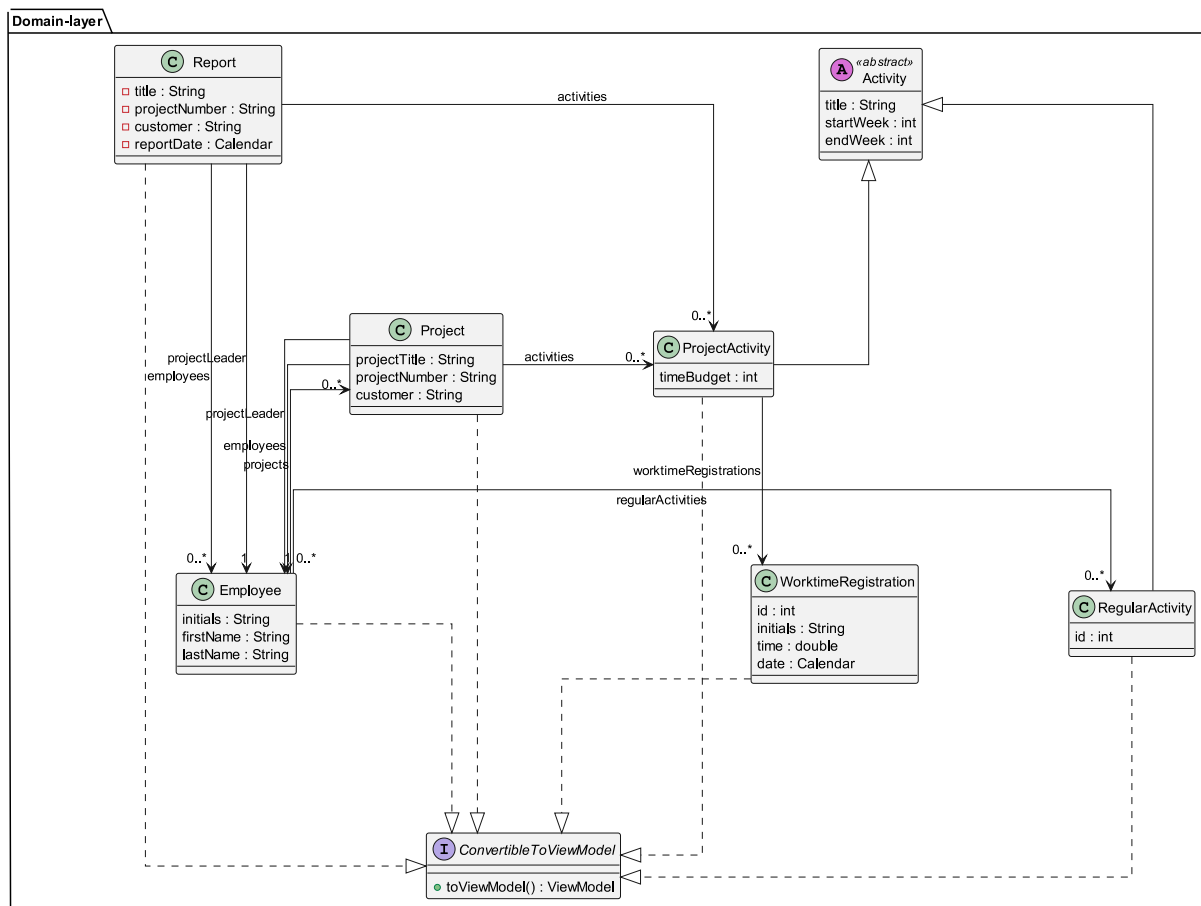 Domain-layer
C Report
title : String
projectNumber : String
customer : String
reportDate : Calendar
«abstract»
A Activity
title : String
startWeek : int
endWeek : int
activities
0..*
C Project
projectTitle : String
projectNumber : String
customer : String
activities
0..*
C ProjectActivity
timeBudget : int
projectLeader
employees
0..*
projectLeader
employees
projects
worktimeRegistrations
regularActivities
0..*
1
1
0..*
0..*
0..*
C Employee
initials : String
firstName : String
lastName : String
C WorktimeRegistration
id : int
initials : String
time : double
date : Calendar
C RegularActivity
id : int
I ConvertibleToViewModel
toViewModel() : ViewModel